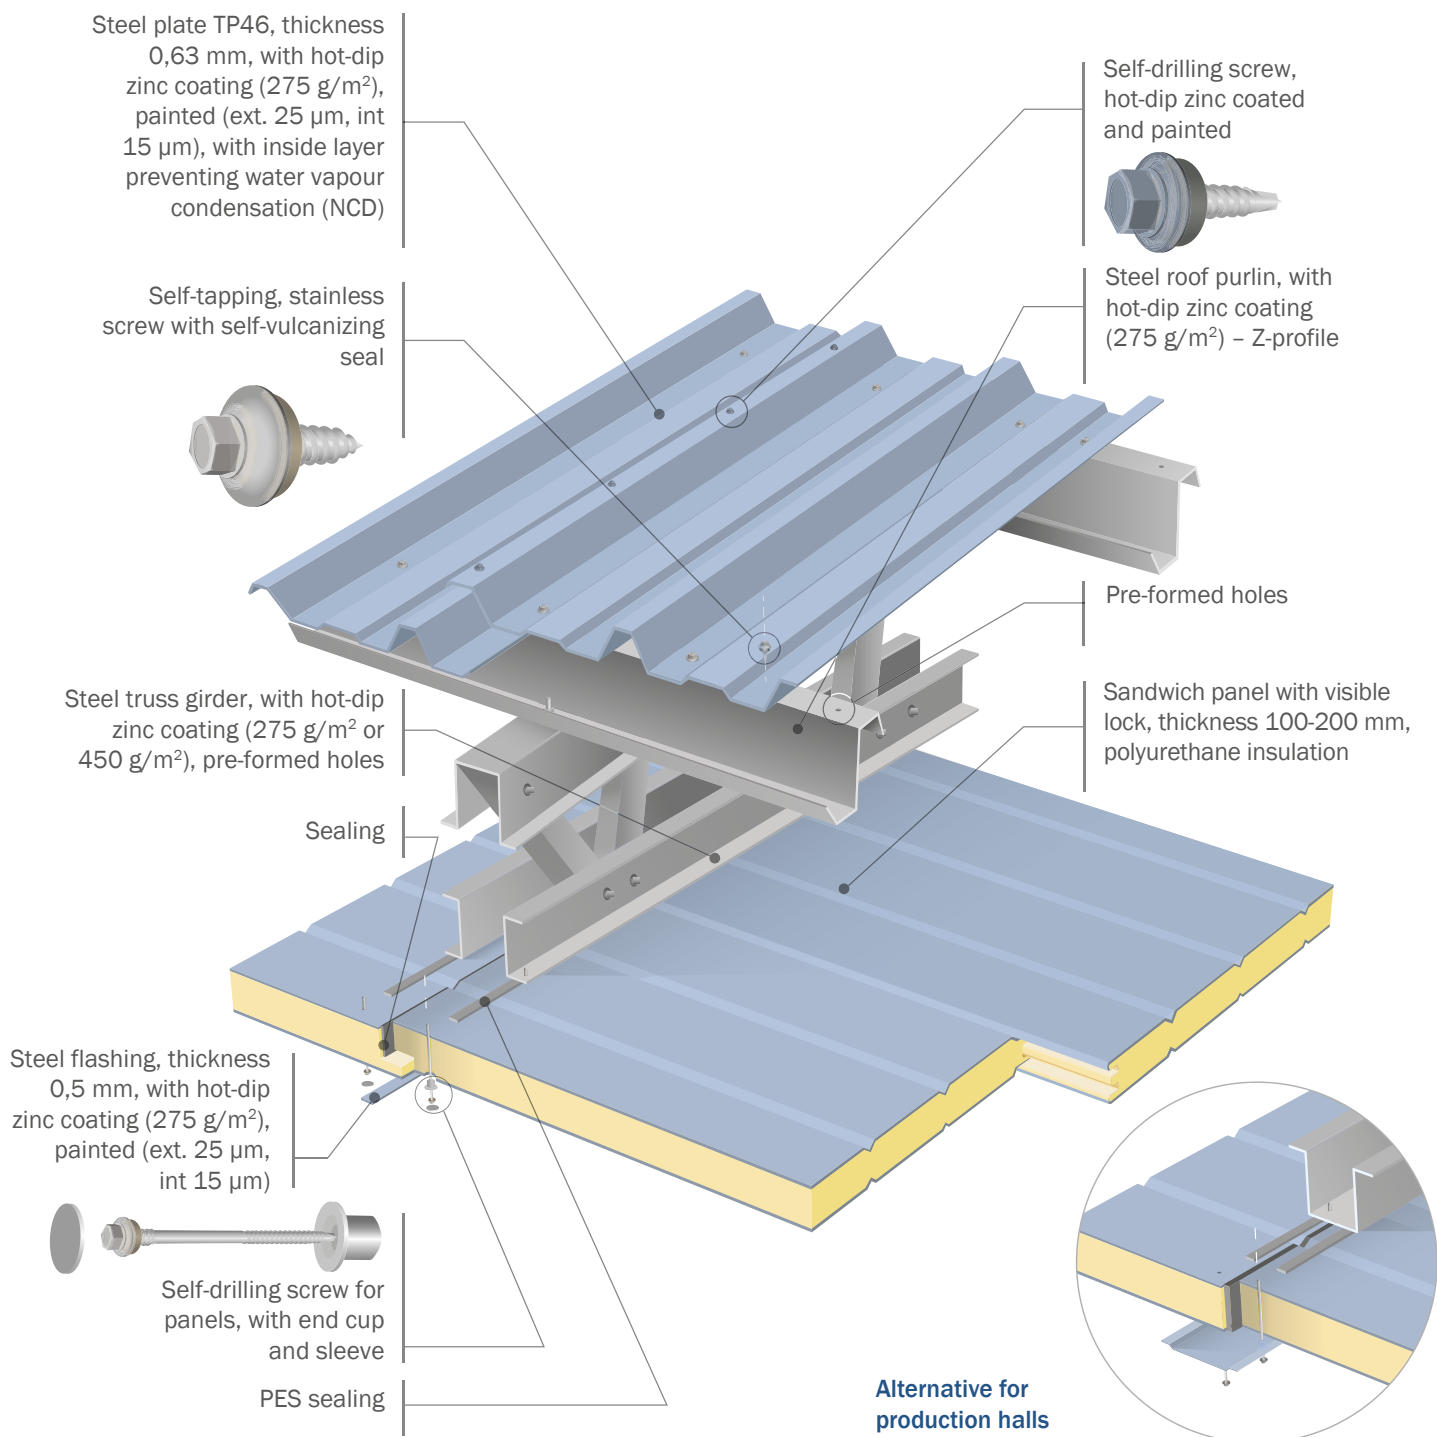 Steel plate TP46, thickness
0,63 mm, with hot-dip
zinc coating (275 g/m²),
painted (ext. 25 µm, int
15 µm), with inside layer
preventing water vapour
condensation (NCD)
Self-drilling screw,
hot-dip zinc coated
and painted
Self-tapping, stainless
screw with self-vulcanizing
seal
Steel roof purlin, with
hot-dip zinc coating
(275 g/m²) – Z-profile
Pre-formed holes
Steel truss girder, with hot-dip
zinc coating (275 g/m² or
450 g/m²), pre-formed holes
Sandwich panel with visible
lock, thickness 100-200 mm,
polyurethane insulation
Sealing
Steel flashing, thickness
0,5 mm, with hot-dip
zinc coating (275 g/m²),
painted (ext. 25 µm,
int 15 µm)
Self-drilling screw for
panels, with end cup
and sleeve
PES sealing
Alternative for
production halls